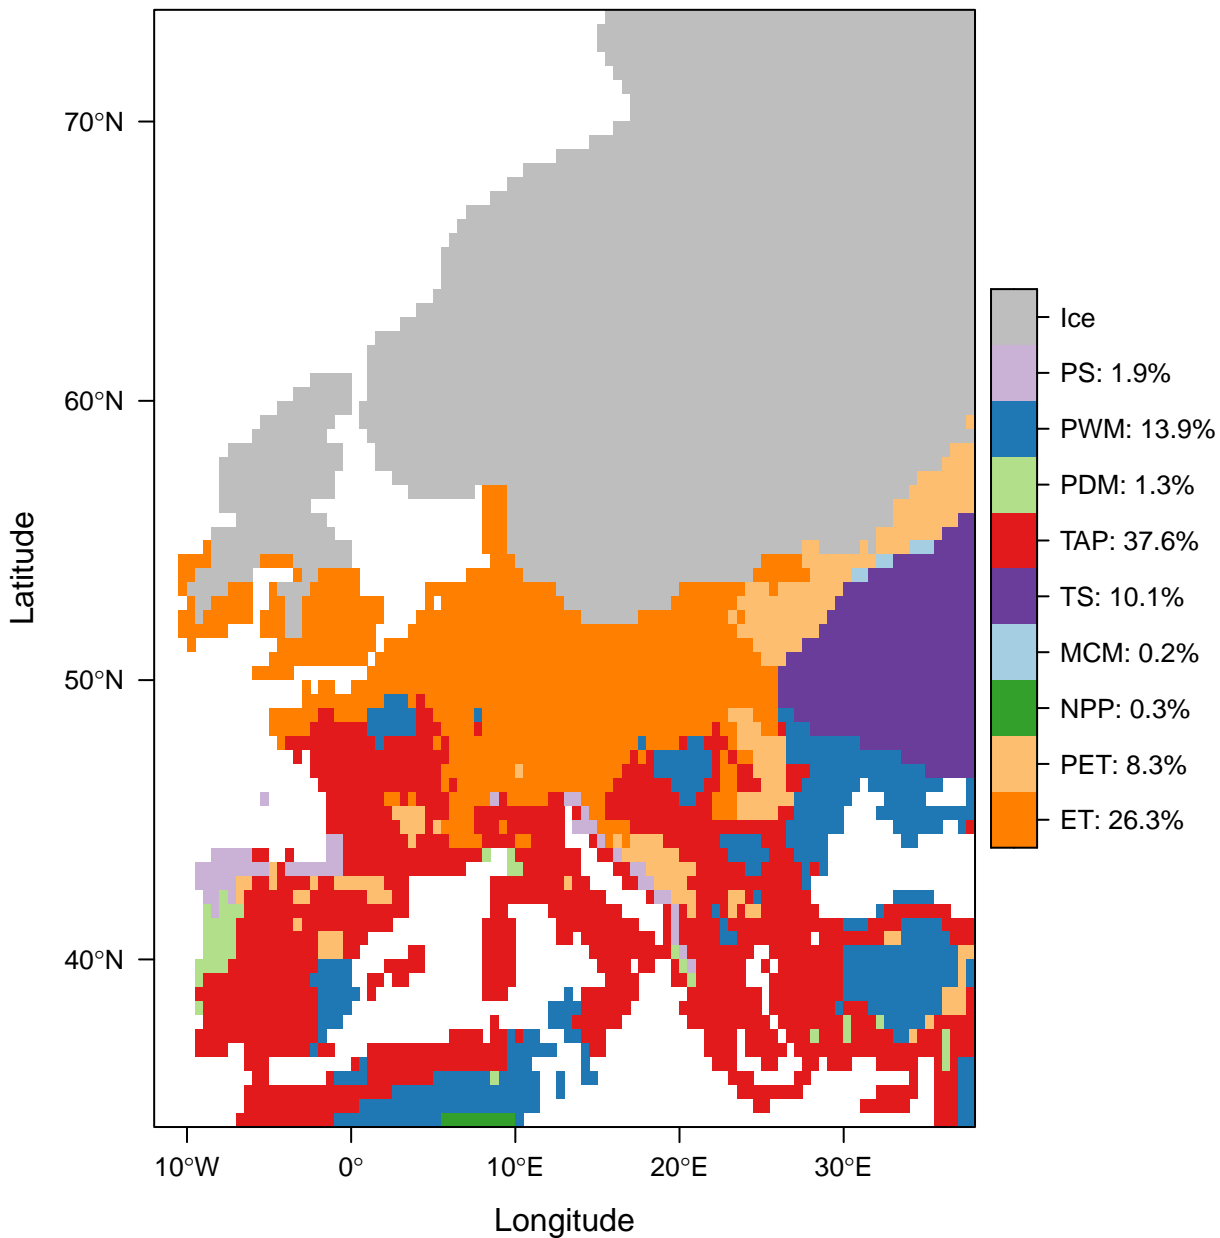 70°N
60°N
50°N
40°N
Latitude
10°W
0°
10°E
20°E
30°E
Longitude
Ice
PS: 1.9%
PWM: 13.9%
PDM: 1.3%
TAP: 37.6%
TS: 10.1%
MCM: 0.2%
NPP: 0.3%
PET: 8.3%
ET: 26.3%